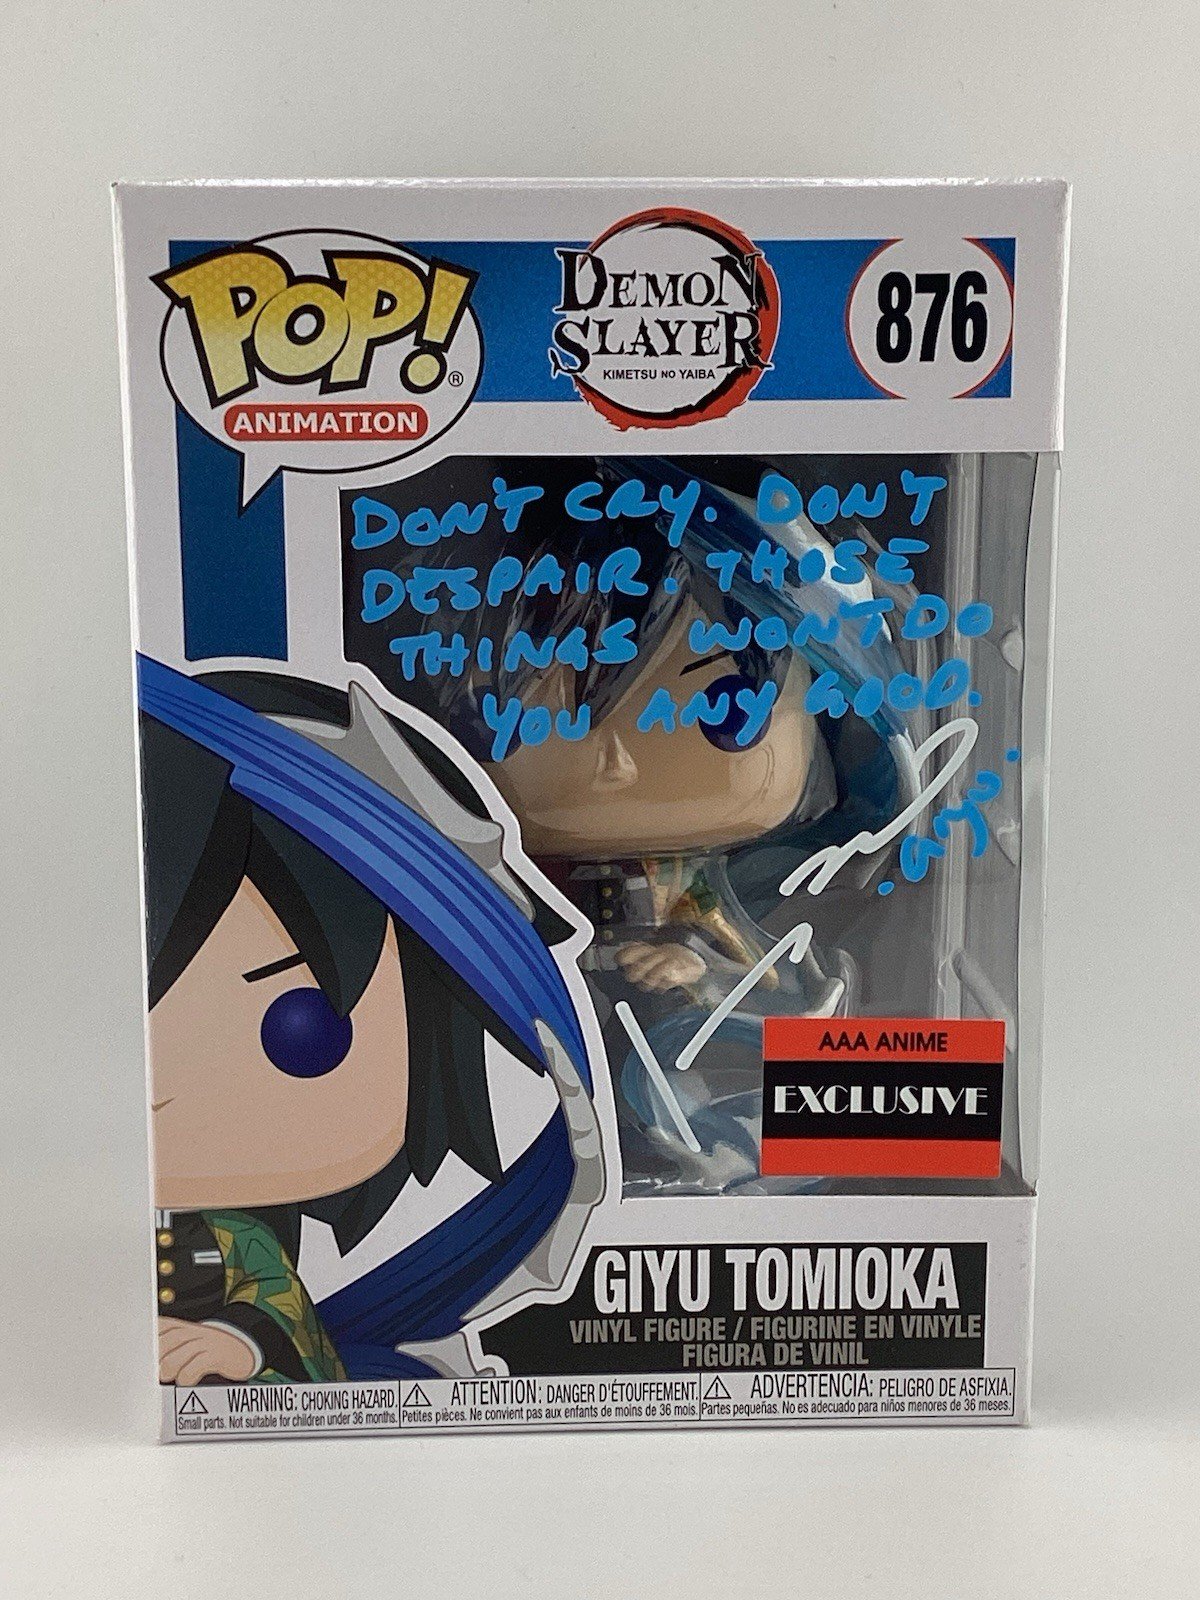 POP!®
ANIMATION
DEMON
SLAYER
KIMETSU NO YAIBA
876
DON'T CRY. DON'T
DESPAIR. THOSE
THINGS WON'T DO
YOU ANY GOOD.
. Giyu .
AAA ANIME
EXCLUSIVE
GIYU TOMIOKA
VINYL FIGURE / FIGURINE EN VINYLE
FIGURA DE VINIL
WARNING: CHOKING HAZARD.
Small parts. Not suitable for children under 36 months.
ATTENTION: DANGER D'ÉTOUFFEMENT.
Petites pièces. Ne convient pas aux enfants de moins de 36 mois.
ADVERTENCIA: PELIGRO DE ASFIXIA.
Partes pequeñas. No es adecuado para niños menores de 36 meses.